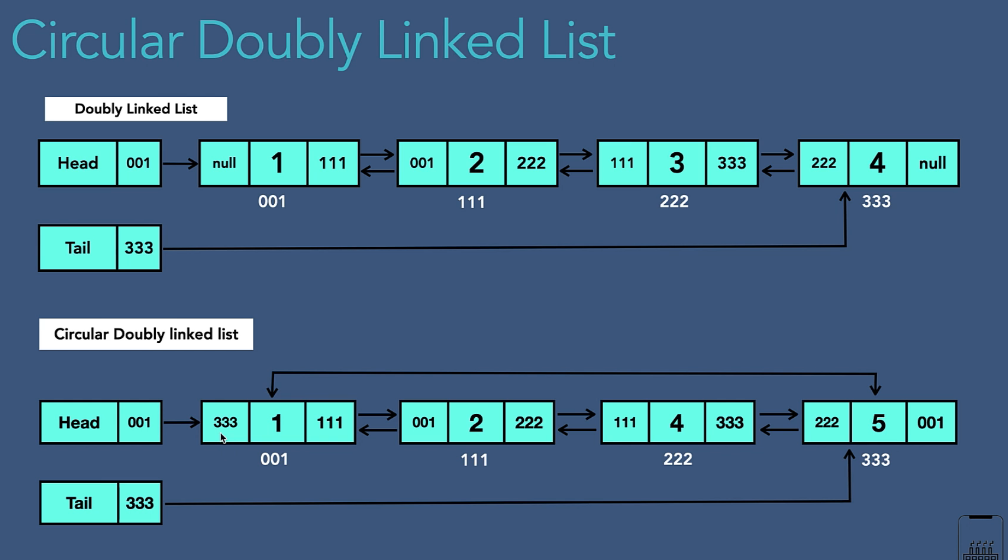 Circular Doubly Linked List
Doubly Linked List
Head 001 null 1 111 001 2 222 111 3 333 222 4 null
001 111 222 333
Tail 333
Circular Doubly linked list
Head 001 333 1 111 001 2 222 111 4 333 222 5 001
001 111 222 333
Tail 333